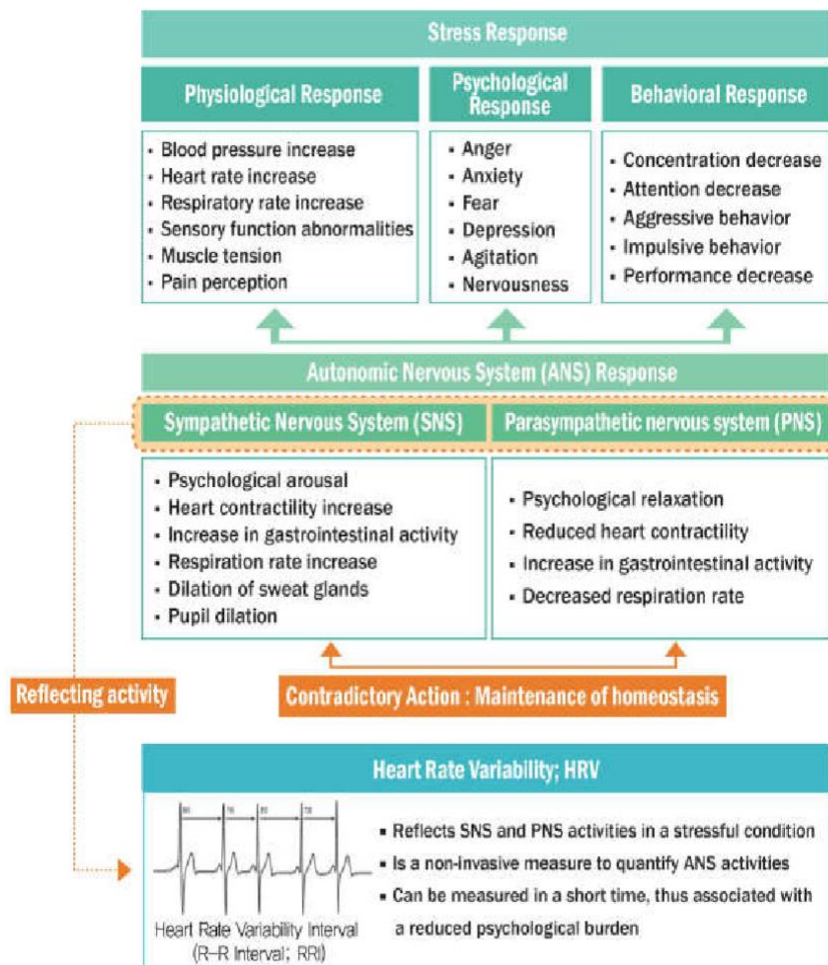 Stress Response
Physiological Response
Psychological
Response
Behavioral Response
▪ Blood pressure increase
▪ Heart rate increase
▪ Respiratory rate increase
▪ Sensory function abnormalities
▪ Muscle tension
▪ Pain perception
▪ Anger
▪ Anxiety
▪ Fear
▪ Depression
▪ Agitation
▪ Nervousness
▪ Concentration decrease
▪ Attention decrease
▪ Aggressive behavior
▪ Impulsive behavior
▪ Performance decrease
Autonomic Nervous System (ANS) Response
Sympathetic Nervous System (SNS)
Parasympathetic nervous system (PNS)
▪ Psychological arousal
▪ Heart contractility increase
▪ Increase in gastrointestinal activity
▪ Respiration rate increase
▪ Dilation of sweat glands
▪ Pupil dilation
▪ Psychological relaxation
▪ Reduced heart contractility
▪ Increase in gastrointestinal activity
▪ Decreased respiration rate
Reflecting activity
Contradictory Action : Maintenance of homeostasis
Heart Rate Variability; HRV
Heart Rate Variability Interval
(R-R Interval; RRI)
▪ Reflects SNS and PNS activities in a stressful condition
▪ Is a non-invasive measure to quantify ANS activities
▪ Can be measured in a short time, thus associated with
a reduced psychological burden